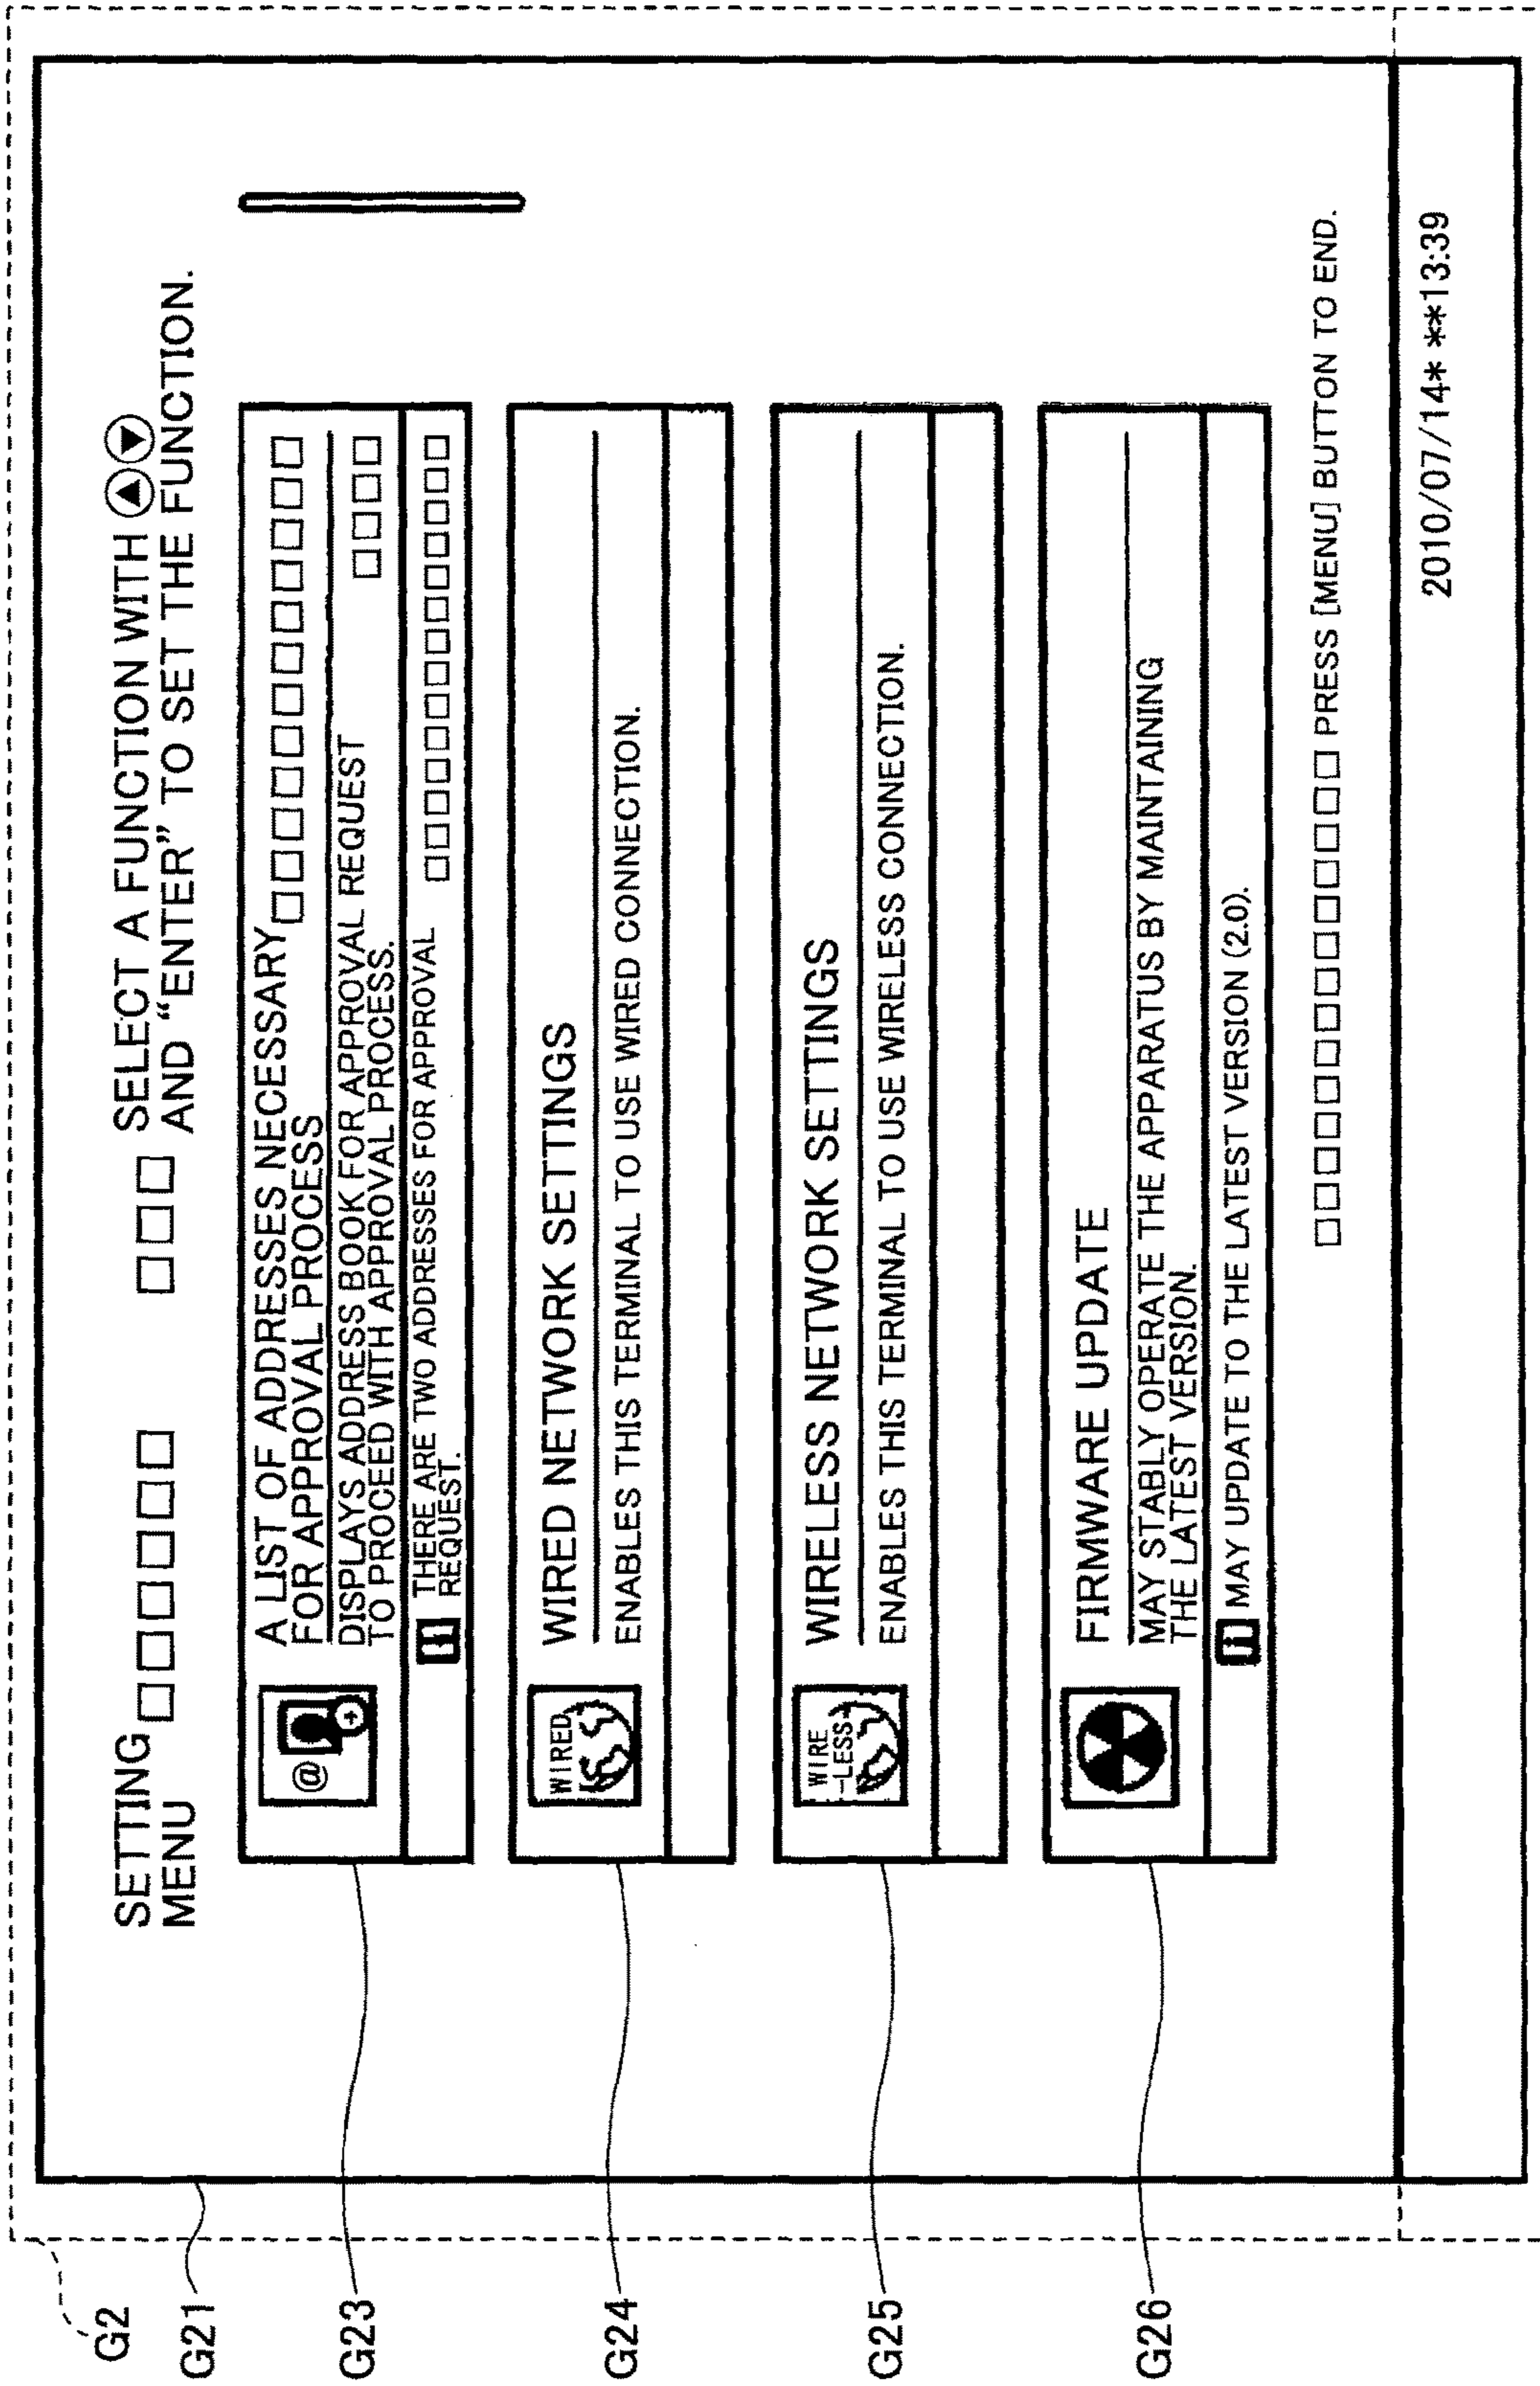 SETTING
MENU
□□□□□□ □□□
SELECT A FUNCTION WITH ▲▼
AND “ENTER” TO SET THE FUNCTION.
A LIST OF ADDRESSES NECESSARY □□□□□□□□□□□□
FOR APPROVAL PROCESS
DISPLAYS ADDRESS BOOK FOR APPROVAL REQUEST □□□□
TO PROCEED WITH APPROVAL PROCESS.
THERE ARE TWO ADDRESSES FOR APPROVAL □□□□□□□□□□□□□□
REQUEST.
@
+
WIRED
WIRED NETWORK SETTINGS
ENABLES THIS TERMINAL TO USE WIRED CONNECTION.
WIRE
-LESS
WIRELESS NETWORK SETTINGS
ENABLES THIS TERMINAL TO USE WIRELESS CONNECTION.
FIRMWARE UPDATE
MAY STABLY OPERATE THE APPARATUS BY MAINTAINING
THE LATEST VERSION.
i MAY UPDATE TO THE LATEST VERSION (2.0).
□□□□□□□□□□□□□□ PRESS [MENU] BUTTON TO END.
2010/07/14* **13:39
G2
G21
G23
G24
G25
G26